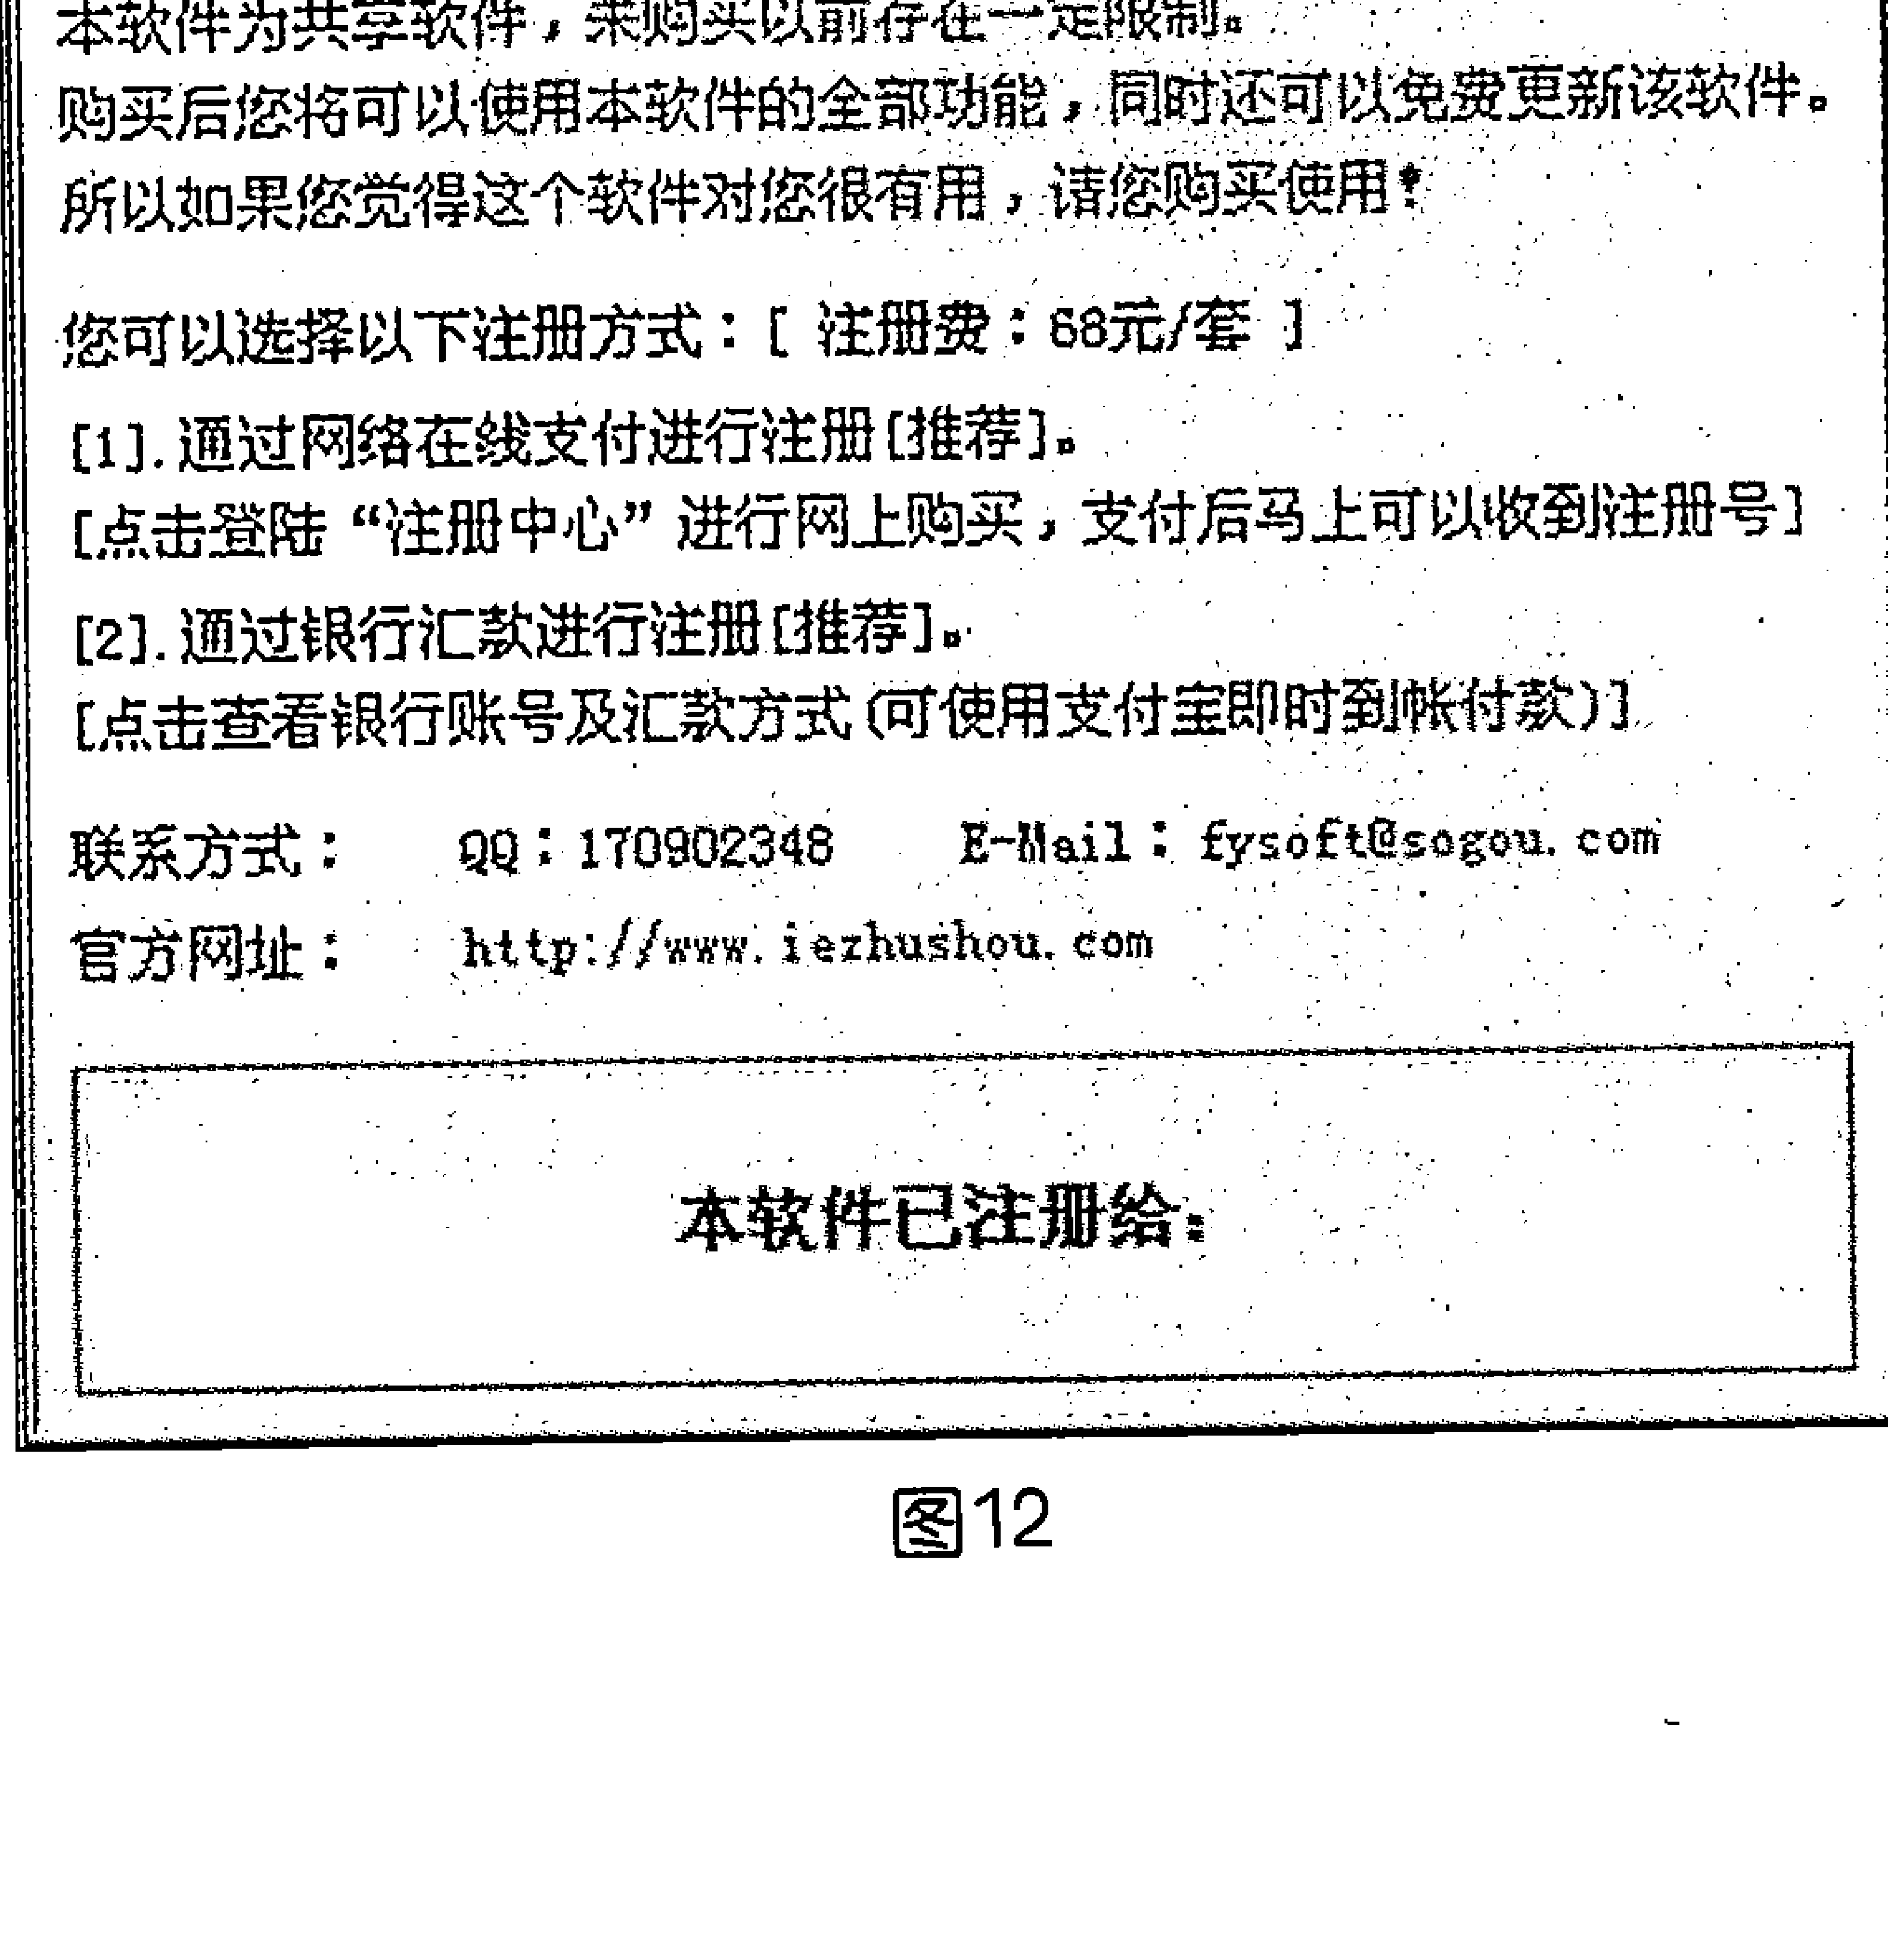 本软件为共享软件，未购买以前存在一定限制。
购买后您将可以使用本软件的全部功能，同时还可以免费更新该软件。
所以如果您觉得这个软件对您很有用，请您购买使用！
您可以选择以下注册方式：[ 注册费：68元/套 ]
[1].通过网络在线支付进行注册[推荐]。
[点击登陆“注册中心”进行网上购买，支付后马上可以收到注册号]
[2].通过银行汇款进行注册[推荐]。
[点击查看银行账号及汇款方式(可使用支付宝即时到帐付款)]
联系方式： QQ：170902348 E-Mail：fysoft@sogou.com
官方网址： http://www.iezhushou.com
本软件已注册给：
图12